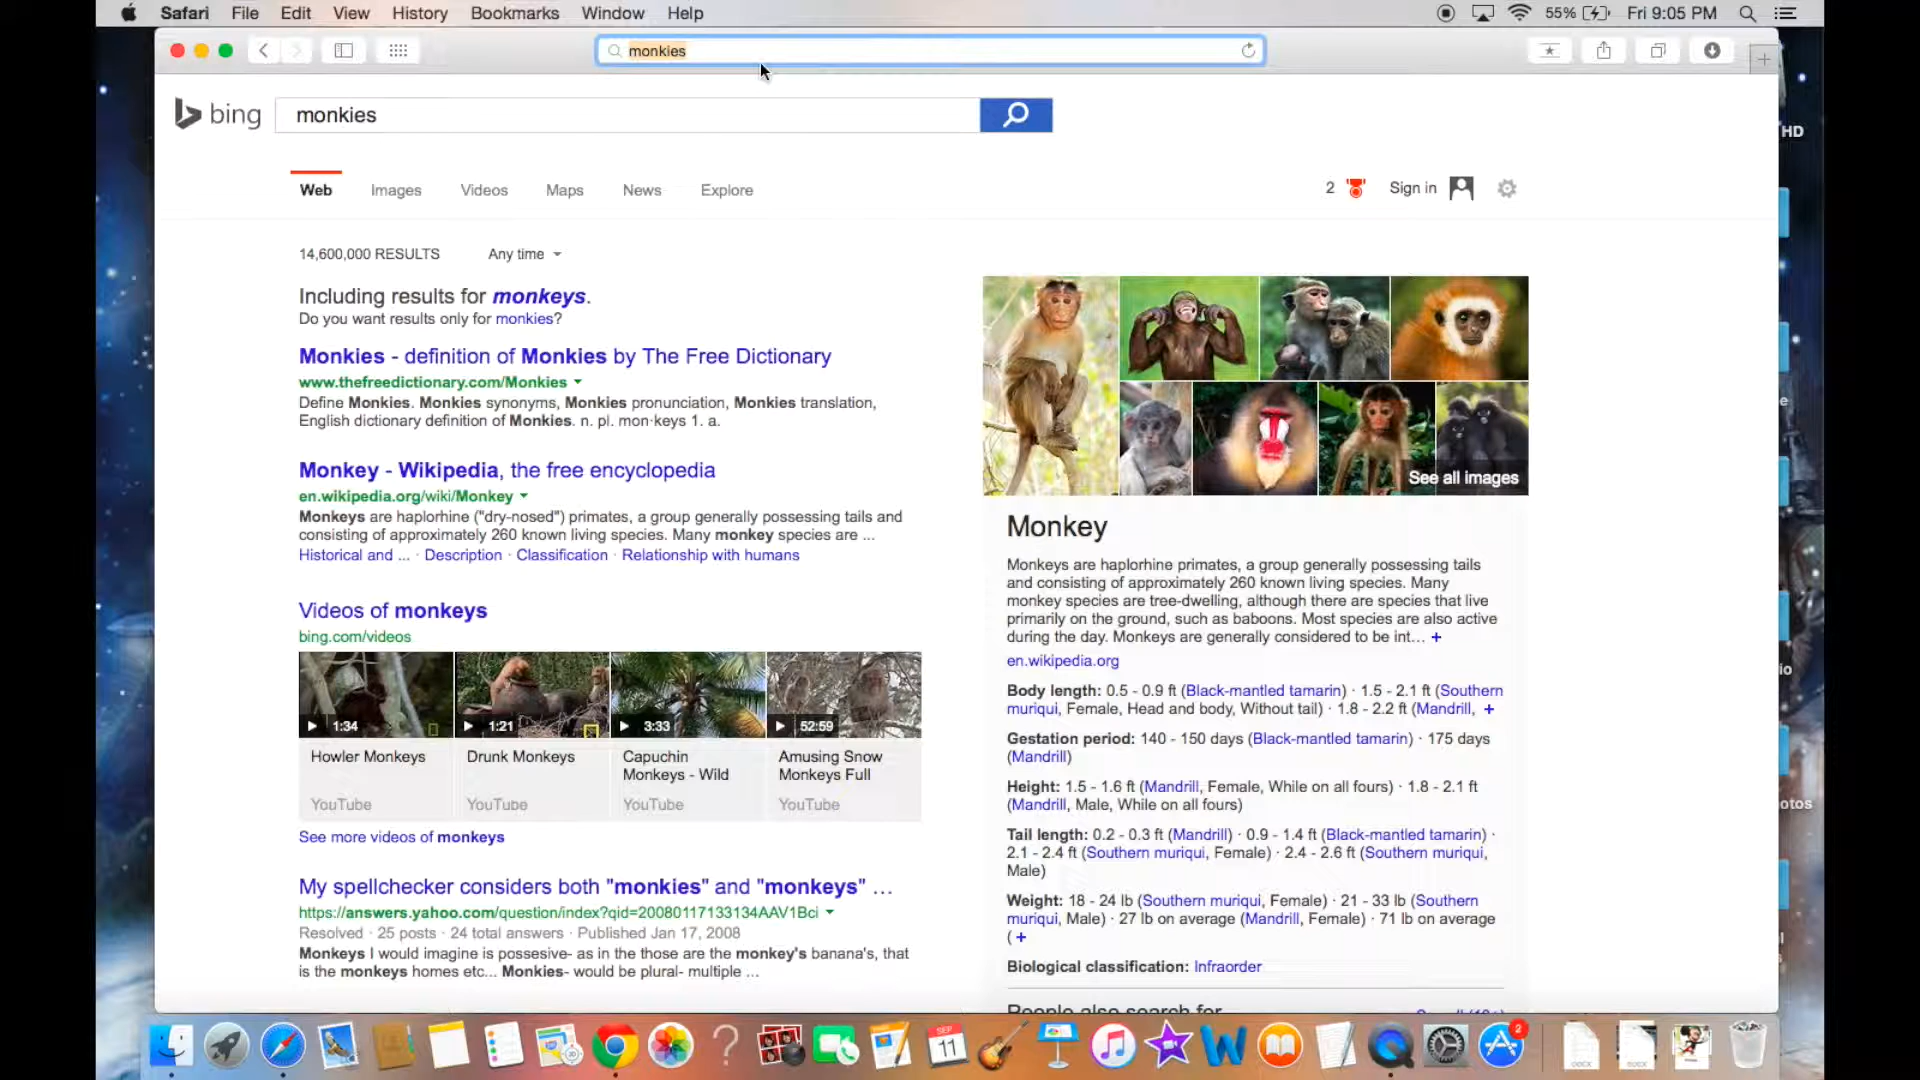 Safari File Edit View History Bookmarks Window Help
55% Fri 9:05 PM
monkies
bing
monkies
HD
Web Images Videos Maps News Explore
2 Sign in
14,600,000 RESULTS Any time
Including results for monkeys.
Do you want results only for monkies?
Monkies - definition of Monkies by The Free Dictionary
www.thefreedictionary.com/Monkies
Define Monkies. Monkies synonyms, Monkies pronunciation, Monkies translation,
English dictionary definition of Monkies. n. pl. mon·keys 1. a.
Monkey - Wikipedia, the free encyclopedia
en.wikipedia.org/wiki/Monkey
Monkeys are haplorhine ("dry-nosed") primates, a group generally possessing tails and
consisting of approximately 260 known living species. Many monkey species are ...
Historical and ... · Description · Classification · Relationship with humans
Videos of monkeys
bing.com/videos
1:34
1:21
3:33
52:59
Howler Monkeys
YouTube
Drunk Monkeys
YouTube
Capuchin
Monkeys - Wild
YouTube
Amusing Snow
Monkeys Full
YouTube
See more videos of monkeys
My spellchecker considers both "monkies" and "monkeys" ...
https://answers.yahoo.com/question/index?qid=20080117133134AAV1Bci
Resolved · 25 posts · 24 total answers · Published Jan 17, 2008
Monkeys I would imagine is possesive- as in the those are the monkey's banana's, that
is the monkeys homes etc... Monkies- would be plural- multiple ...
See all images
Monkey
Monkeys are haplorhine primates, a group generally possessing tails
and consisting of approximately 260 known living species. Many
monkey species are tree-dwelling, although there are species that live
primarily on the ground, such as baboons. Most species are also active
during the day. Monkeys are generally considered to be int... +
en.wikipedia.org
Body length: 0.5 - 0.9 ft (Black-mantled tamarin) · 1.5 - 2.1 ft (Southern
muriqui, Female, Head and body, Without tail) · 1.8 - 2.2 ft (Mandrill, +
Gestation period: 140 - 150 days (Black-mantled tamarin) · 175 days
(Mandrill)
Height: 1.5 - 1.6 ft (Mandrill, Female, While on all fours) · 1.8 - 2.1 ft
(Mandrill, Male, While on all fours)
Tail length: 0.2 - 0.3 ft (Mandrill) · 0.9 - 1.4 ft (Black-mantled tamarin) ·
2.1 - 2.4 ft (Southern muriqui, Female) · 2.4 - 2.6 ft (Southern muriqui,
Male)
Weight: 18 - 24 lb (Southern muriqui, Female) · 21 - 33 lb (Southern
muriqui, Male) · 27 lb on average (Mandrill, Female) · 71 lb on average
( +
Biological classification: Infraorder
People also search for
SEP
11
2